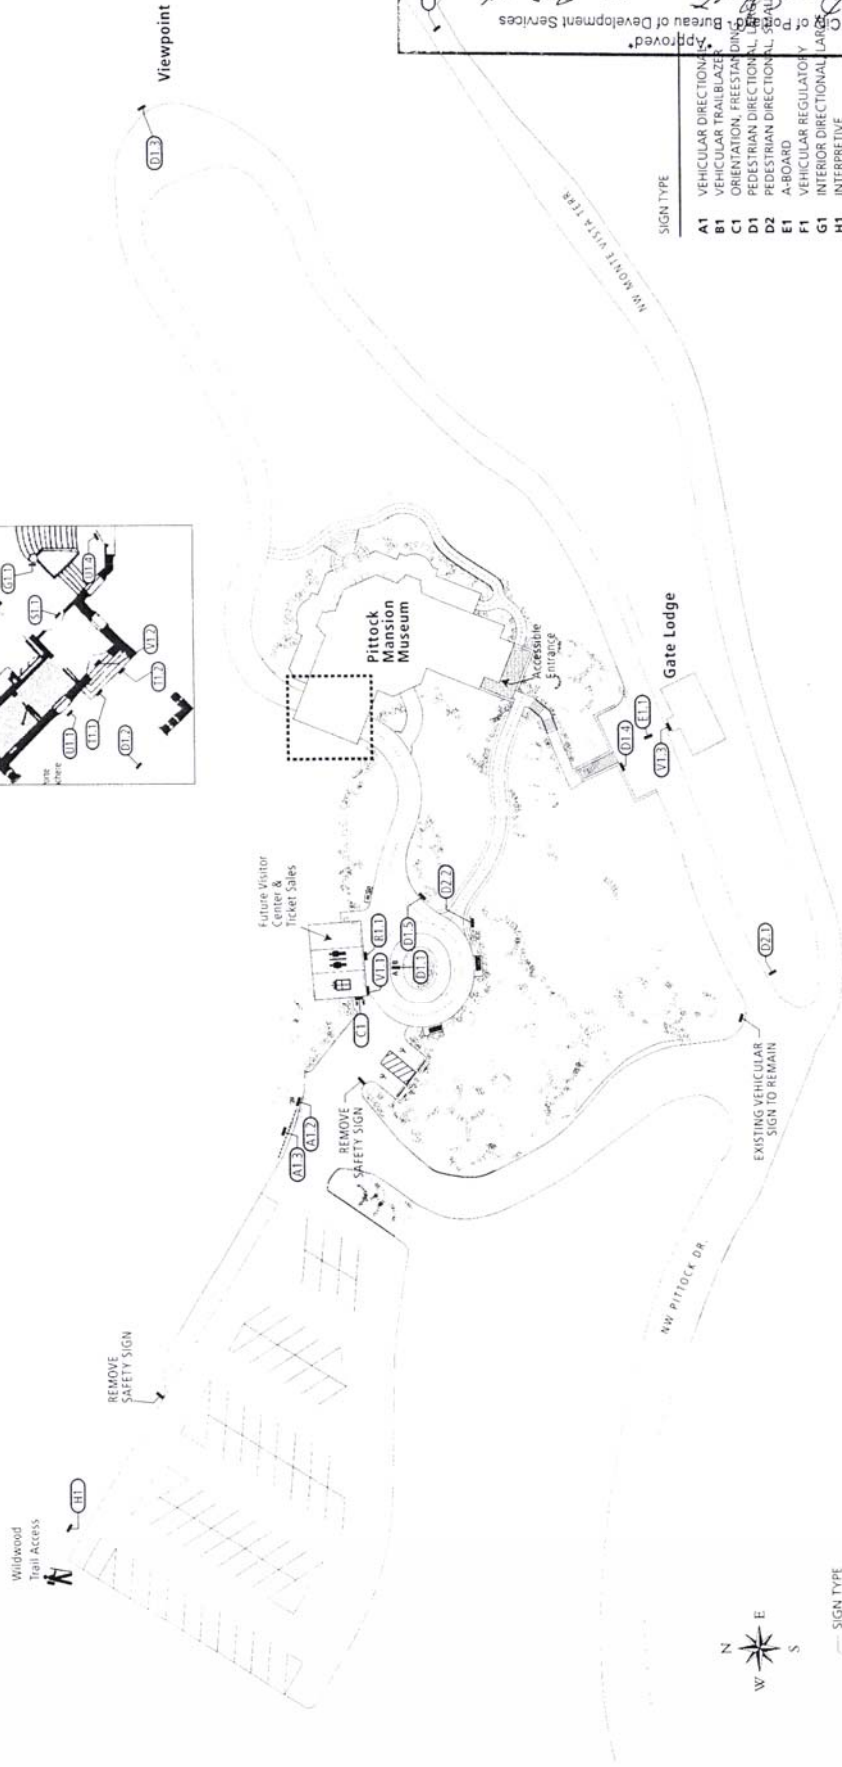 Viewpoint
D1.3
*Approved*
City of Portland - Bureau of Development Services
SIGN TYPE
A1 VEHICULAR DIRECTIONAL
B1 VEHICULAR TRAILBLAZER
C1 ORIENTATION, FREESTANDING
D1 PEDESTRIAN DIRECTIONAL, LARGE
D2 PEDESTRIAN DIRECTIONAL, SMALL
E1 A-BOARD
F1 VEHICULAR REGULATORY
G1 INTERIOR DIRECTIONAL, LARGE
H1 INTERPRETIVE
NW MONTE VISTA TERR
G1.1
S1.1
U1.4
V1.2
T1.2
U1.1
T1.1
D1.2
Pittock
Mansion
Museum
Accessible
Entrance
Gate Lodge
E1.1
D1.4
V1.3
Future Visitor
Center &
Ticket Sales
R1.1
V1.1
D1.5
D1.1
D2.2
C1
D2.1
A1.3
A1.2
REMOVE
SAFETY SIGN
EXISTING VEHICULAR
SIGN TO REMAIN
NW PITTOCK DR.
REMOVE
SAFETY SIGN
Wildwood
Trail Access
H1
N
W
E
S
SIGN TYPE